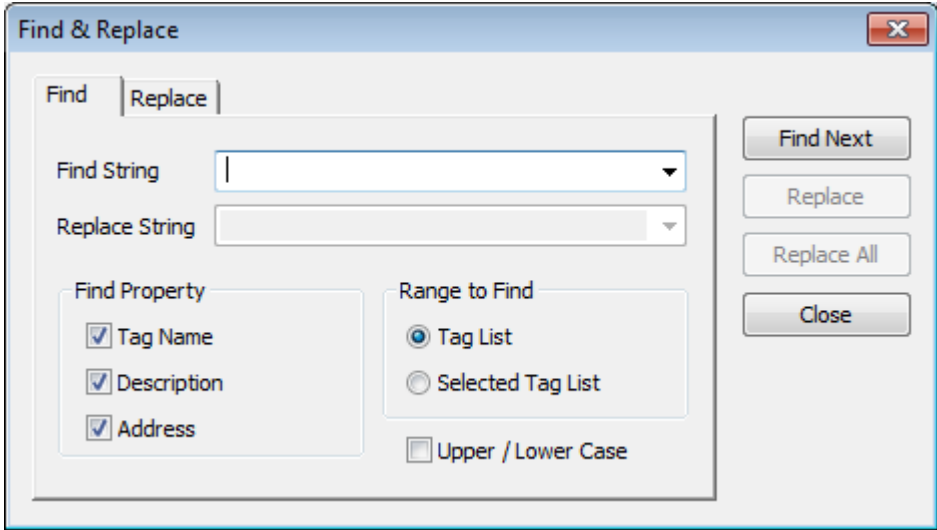 Find & Replace
Find
Replace
Find String
Replace String
Find Property
Tag Name
Description
Address
Range to Find
Tag List
Selected Tag List
Upper / Lower Case
Find Next
Replace
Replace All
Close